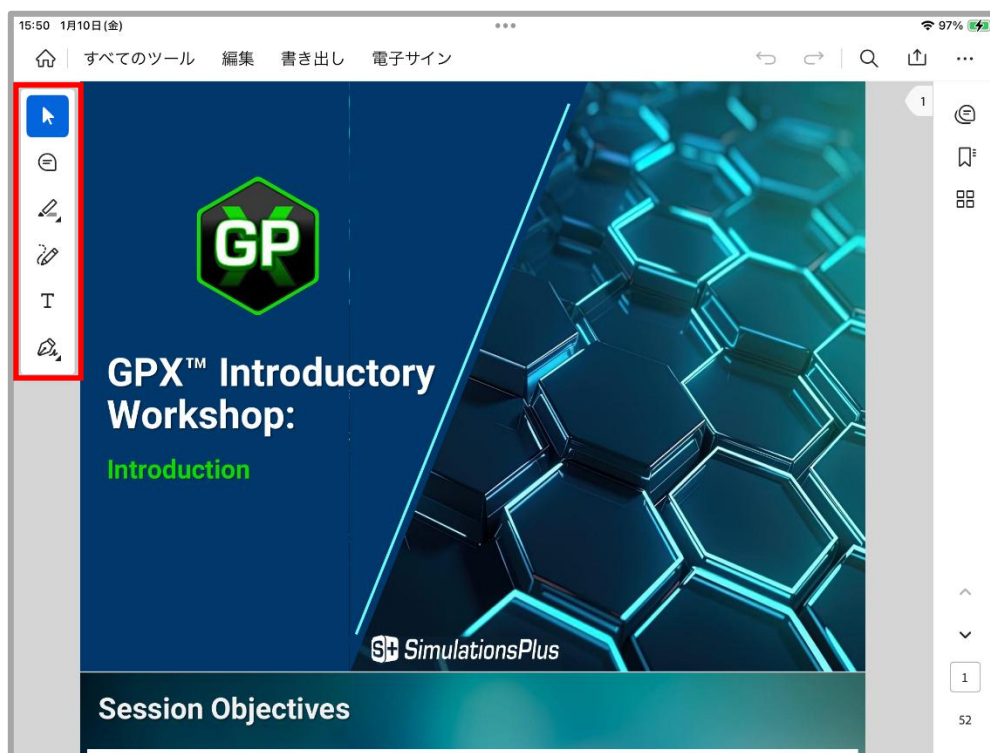 15:50 1月10日(金)
97%
すべてのツール 編集 書き出し 電子サイン
1
T
GPX
GPX™ Introductory
Workshop:
Introduction
S+ SimulationsPlus
Session Objectives
1
52